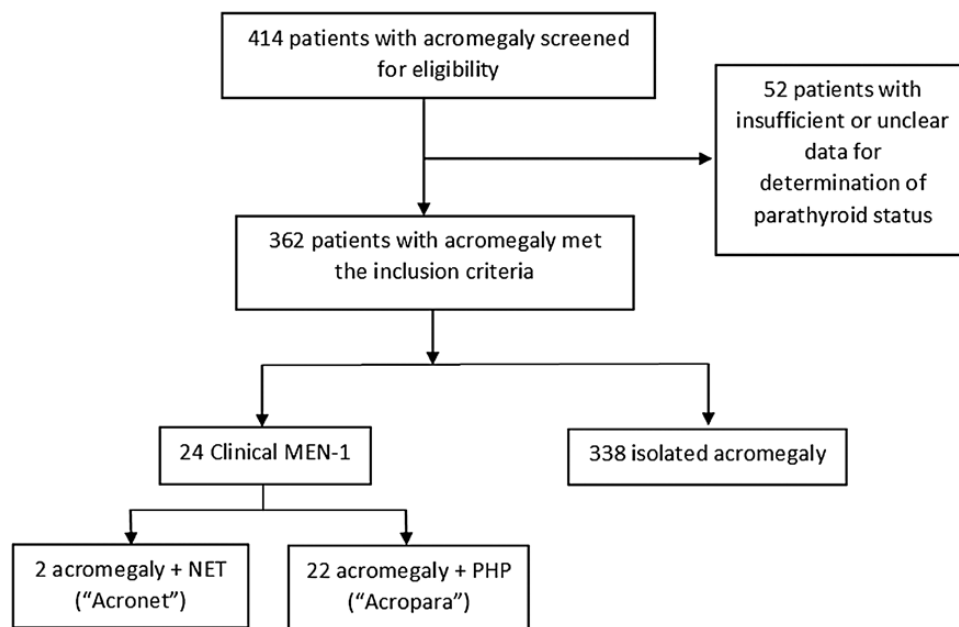 414 patients with acromegaly screened
for eligibility
52 patients with
insufficient or unclear
data for
determination of
parathyroid status
362 patients with acromegaly met
the inclusion criteria
24 Clinical MEN-1
338 isolated acromegaly
2 acromegaly + NET
(“Acronet”)
22 acromegaly + PHP
(“Acropara”)